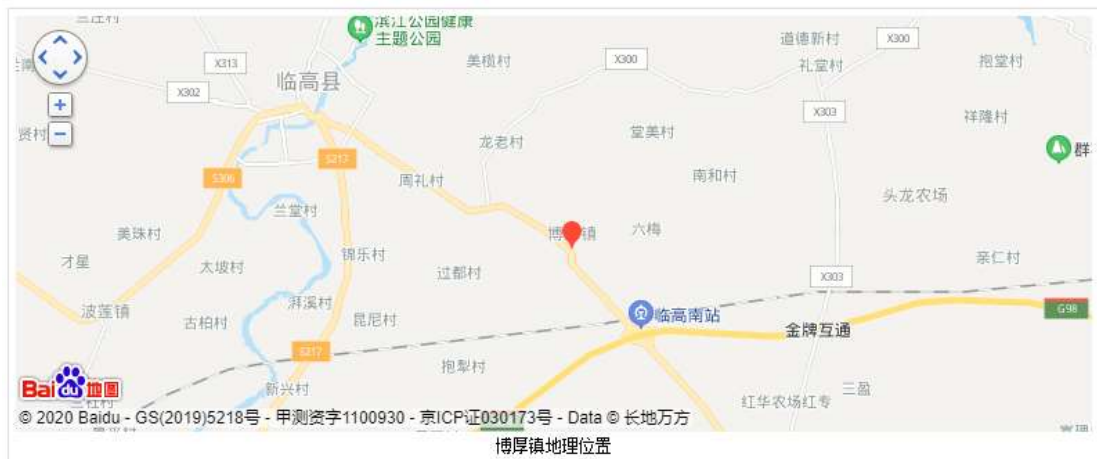 兰汪村
滨江公园健康
主题公园
道德新村
X300
美榄村
X300
礼堂村
抱堂村
X313
临高县
X302
X303
祥隆村
贤村
龙老村
堂美村
群
S217
S306
周礼村
南和村
头龙农场
兰堂村
美珠村
博厚镇
六梅
才星
太坡村
锦乐村
过都村
亲仁村
X303
波莲镇
湃溪村
古柏村
昆尼村
临高南站
G98
金牌互通
S217
抱犁村
新兴村
三盈
红华农场红专
Bai du 地图
© 2020 Baidu - GS(2019)5218号 - 甲测资字1100930 - 京ICP证030173号 - Data © 长地万方
博厚镇地理位置